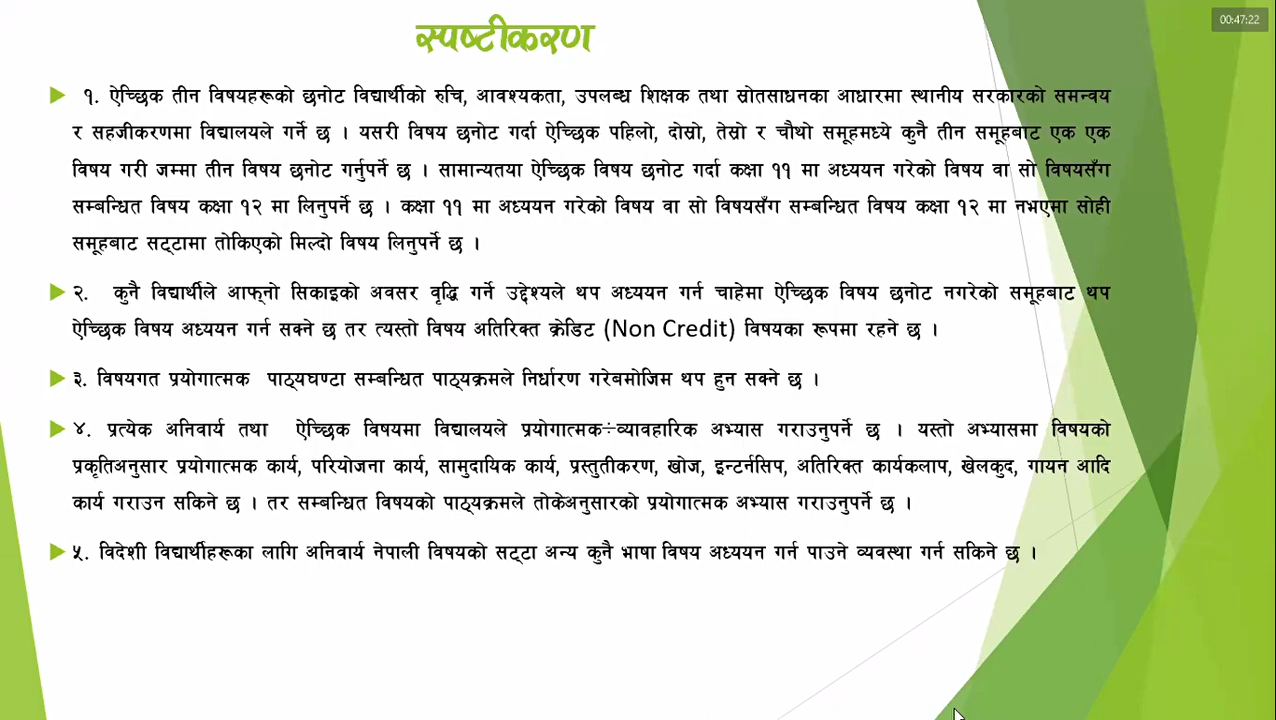 00:47:22
स्पष्टीकरण
१. ऐच्छिक तीन विषयहरूको छनोट विद्यार्थीको रुचि, आवश्यकता, उपलब्ध शिक्षक तथा स्रोतसाधनका आधारमा स्थानीय सरकारको समन्वय
र सहजीकरणमा विद्यालयले गर्ने छ । यसरी विषय छनोट गर्दा ऐच्छिक पहिलो, दोस्रो, तेस्रो र चौथो समूहमध्ये कुनै तीन समूहबाट एक एक
विषय गरी जम्मा तीन विषय छनोट गर्नुपर्ने छ । सामान्यतया ऐच्छिक विषय छनोट गर्दा कक्षा ११ मा अध्ययन गरेको विषय वा सो विषयसँग
सम्बन्धित विषय कक्षा १२ मा लिनुपर्ने छ । कक्षा ११ मा अध्ययन गरेको विषय वा सो विषयसँग सम्बन्धित विषय कक्षा १२ मा नभएमा सोही
समूहबाट सट्टामा तोकिएको मिल्दो विषय लिनुपर्ने छ ।
२. कुनै विद्यार्थीले आफ्नो सिकाइको अवसर वृद्धि गर्ने उद्देश्यले थप अध्ययन गर्न चाहेमा ऐच्छिक विषय छनोट नगरेको समूहबाट थप
ऐच्छिक विषय अध्ययन गर्न सक्ने छ तर त्यस्तो विषय अतिरिक्त क्रेडिट (Non Credit) विषयका रूपमा रहने छ ।
३. विषयगत प्रयोगात्मक पाठ्यघण्टा सम्बन्धित पाठ्यक्रमले निर्धारण गरेबमोजिम थप हुन सक्ने छ ।
४. प्रत्येक अनिवार्य तथा ऐच्छिक विषयमा विद्यालयले प्रयोगात्मक÷व्यावहारिक अभ्यास गराउनुपर्ने छ । यस्तो अभ्यासमा विषयको
प्रकृतिअनुसार प्रयोगात्मक कार्य, परियोजना कार्य, सामुदायिक कार्य, प्रस्तुतीकरण, खोज, इन्टर्नसिप, अतिरिक्त कार्यकलाप, खेलकुद, गायन आदि
कार्य गराउन सकिने छ । तर सम्बन्धित विषयको पाठ्यक्रमले तोकेअनुसारको प्रयोगात्मक अभ्यास गराउनुपर्ने छ ।
५. विदेशी विद्यार्थीहरूका लागि अनिवार्य नेपाली विषयको सट्टा अन्य कुनै भाषा विषय अध्ययन गर्न पाउने व्यवस्था गर्न सकिने छ ।